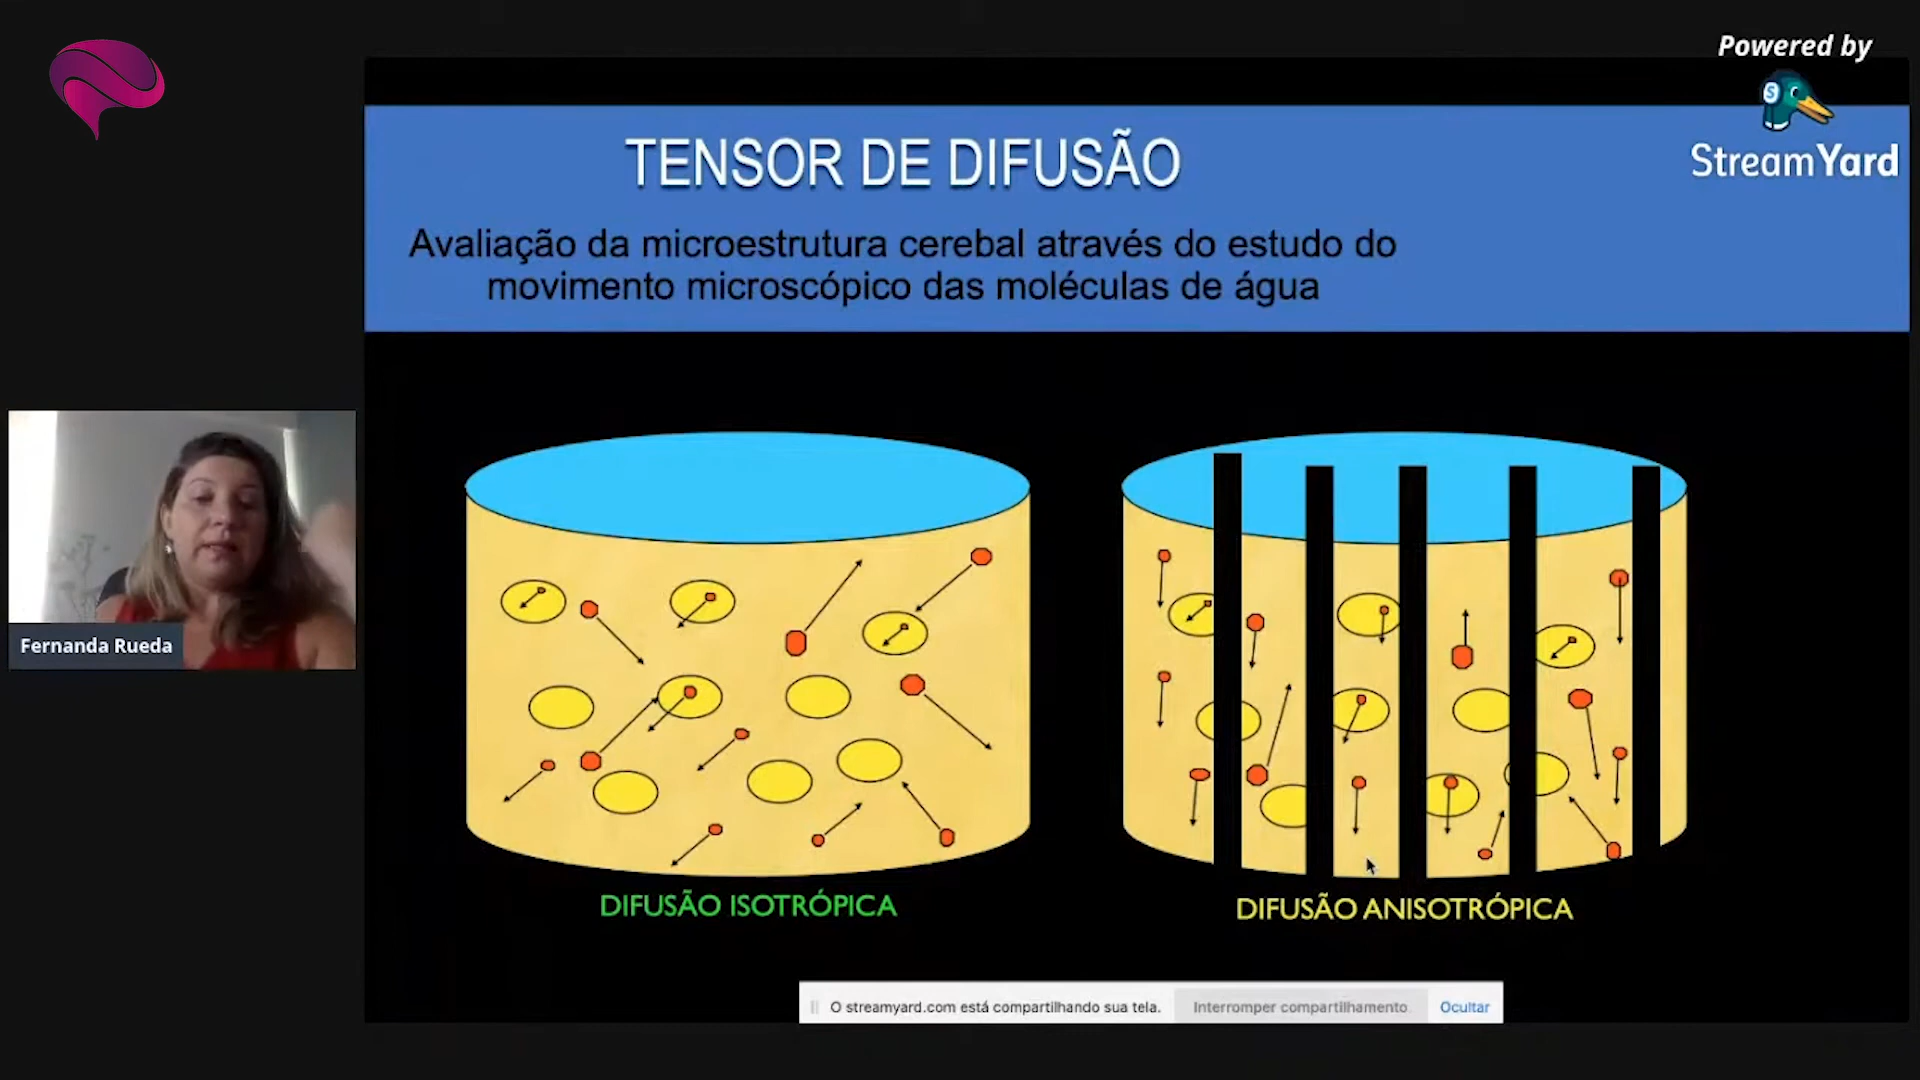 Powered by
StreamYard
TENSOR DE DIFUSÃO
Avaliação da microestrutura cerebal através do estudo do
movimento microscópico das moléculas de água
Fernanda Rueda
DIFUSÃO ISOTRÓPICA
DIFUSÃO ANISOTRÓPICA
O streamyard.com está compartilhando sua tela.
Interromper compartilhamento
Ocultar